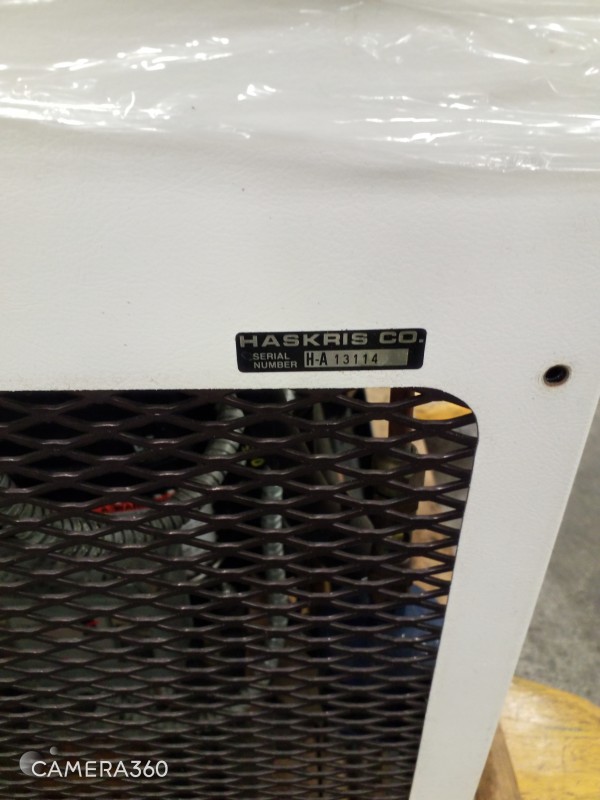 HASKRIS CO.
SERIAL
NUMBER H-A 13114
CAMERA360